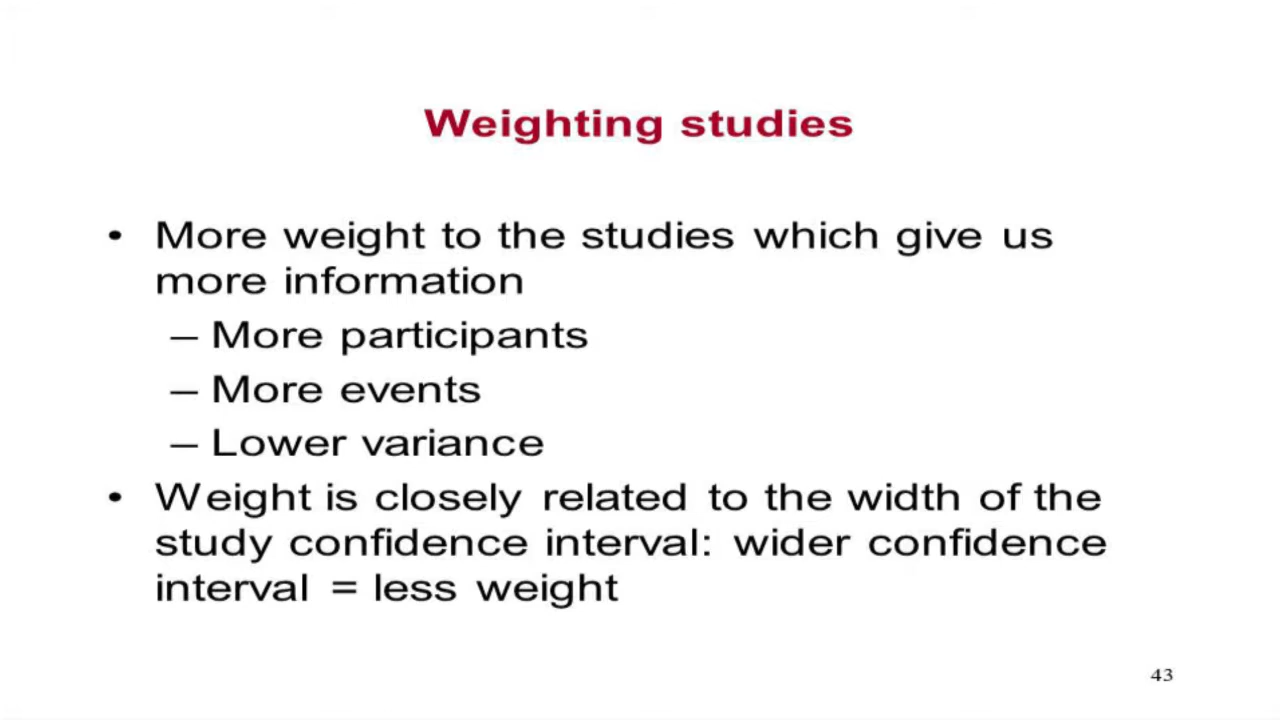 Weighting studies
• More weight to the studies which give us
more information
– More participants
– More events
– Lower variance
• Weight is closely related to the width of the
study confidence interval: wider confidence
interval = less weight
43